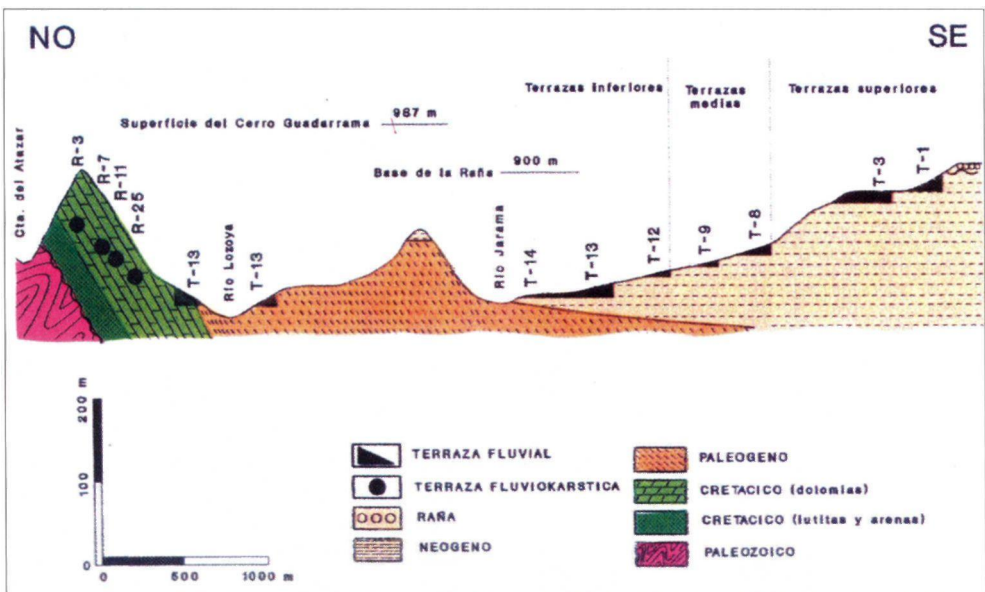 NO
SE
Terrazas inferiores
Terrazas
medias
Terrazas superiores
Superficie del Cerro Guadarrama
987 m
Base de la Raña
900 m
Cta. del Atazar
R-3
R-7
R-11
R-25
T-13
Río Lozoya
T-13
Río Jarama
T-14
T-13
T-12
T-9
T-8
T-3
T-1
200 m
100
0
0
500
1000 m
TERRAZA FLUVIAL
TERRAZA FLUVIOKARSTICA
RAÑA
NEOGENO
PALEOGENO
CRETACICO (dolomias)
CRETACICO (lutitas y arenas)
PALEOZOICO